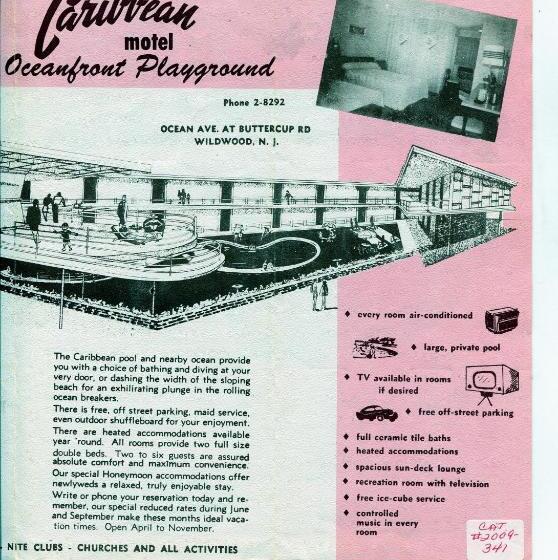 Caribbean
motel
Oceanfront Playground
Phone 2-8292
OCEAN AVE. AT BUTTERCUP RD
WILDWOOD, N. J.
♦ every room air-conditioned
♦ large, private pool
♦ TV available in rooms
if desired
♦ free off-street parking
♦ full ceramic tile baths
♦ heated accommodations
♦ spacious sun-deck lounge
♦ recreation room with television
♦ free ice-cube service
♦ controlled
music in every
room
The Caribbean pool and nearby ocean provide
you with a choice of bathing and diving at your
very door, or dashing the width of the sloping
beach for an exhilirating plunge in the rolling
ocean breakers.
There is free, off street parking, maid service,
even outdoor shuffleboard for your enjoyment.
There are heated accommodations available
year 'round. All rooms provide two full size
double beds. Two to six guests are assured
absolute comfort and maximum convenience.
Our special Honeymoon accommodations offer
newlyweds a relaxed, truly enjoyable stay.
Write or phone your reservation today and re-
member, our special reduced rates during June
and September make these months ideal vaca-
tion times. Open April to November.
NITE CLUBS - CHURCHES AND ALL ACTIVITIES
CAT
#2009-
341